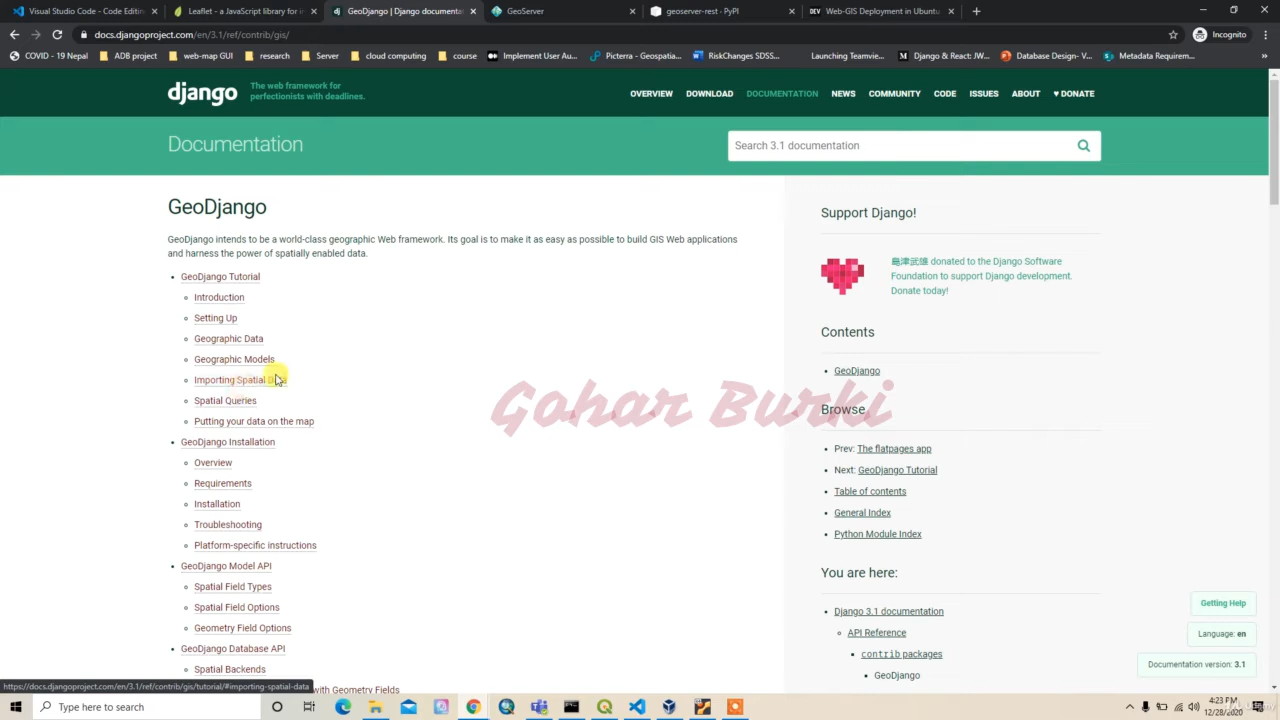 Visual Studio Code - Code Editin
Leaflet - a JavaScript library for i
GeoDjango | Django documentat
GeoServer
geoserver-rest · PyPI
Web-GIS Deployment in Ubuntu
docs.djangoproject.com/en/3.1/ref/contrib/gis/
Incognito
COVID - 19 Nepal
ADB project
web-map GUI
research
Server
cloud computing
course
Implement User Au...
Picterra - Geospatia...
RiskChanges SDSS...
Launching Teamvie...
Django & React: JW...
Database Design - V...
Metadata Requirem...
»
django
The web framework for
perfectionists with deadlines.
OVERVIEW
DOWNLOAD
DOCUMENTATION
NEWS
COMMUNITY
CODE
ISSUES
ABOUT
♥ DONATE
Documentation
Search 3.1 documentation
GeoDjango
GeoDjango intends to be a world-class geographic Web framework. Its goal is to make it as easy as possible to build GIS Web applications
and harness the power of spatially enabled data.
GeoDjango Tutorial
Introduction
Setting Up
Geographic Data
Geographic Models
Importing Spatial Data
Spatial Queries
Putting your data on the map
GeoDjango Installation
Overview
Requirements
Installation
Troubleshooting
Platform-specific instructions
GeoDjango Model API
Spatial Field Types
Spatial Field Options
Geometry Field Options
GeoDjango Database API
Spatial Backends
with Geometry Fields
https://docs.djangoproject.com/en/3.1/ref/contrib/gis/tutorial/#importing-spatial-data
Gohar Burki
Support Django!
島津武雄 donated to the Django Software
Foundation to support Django development.
Donate today!
Contents
GeoDjango
Browse
Prev: The flatpages app
Next: GeoDjango Tutorial
Table of contents
General Index
Python Module Index
You are here:
Django 3.1 documentation
API Reference
contrib packages
GeoDjango
Getting Help
Language: en
Documentation version: 3.1
Type here to search
4:23 PM
12/28/2020